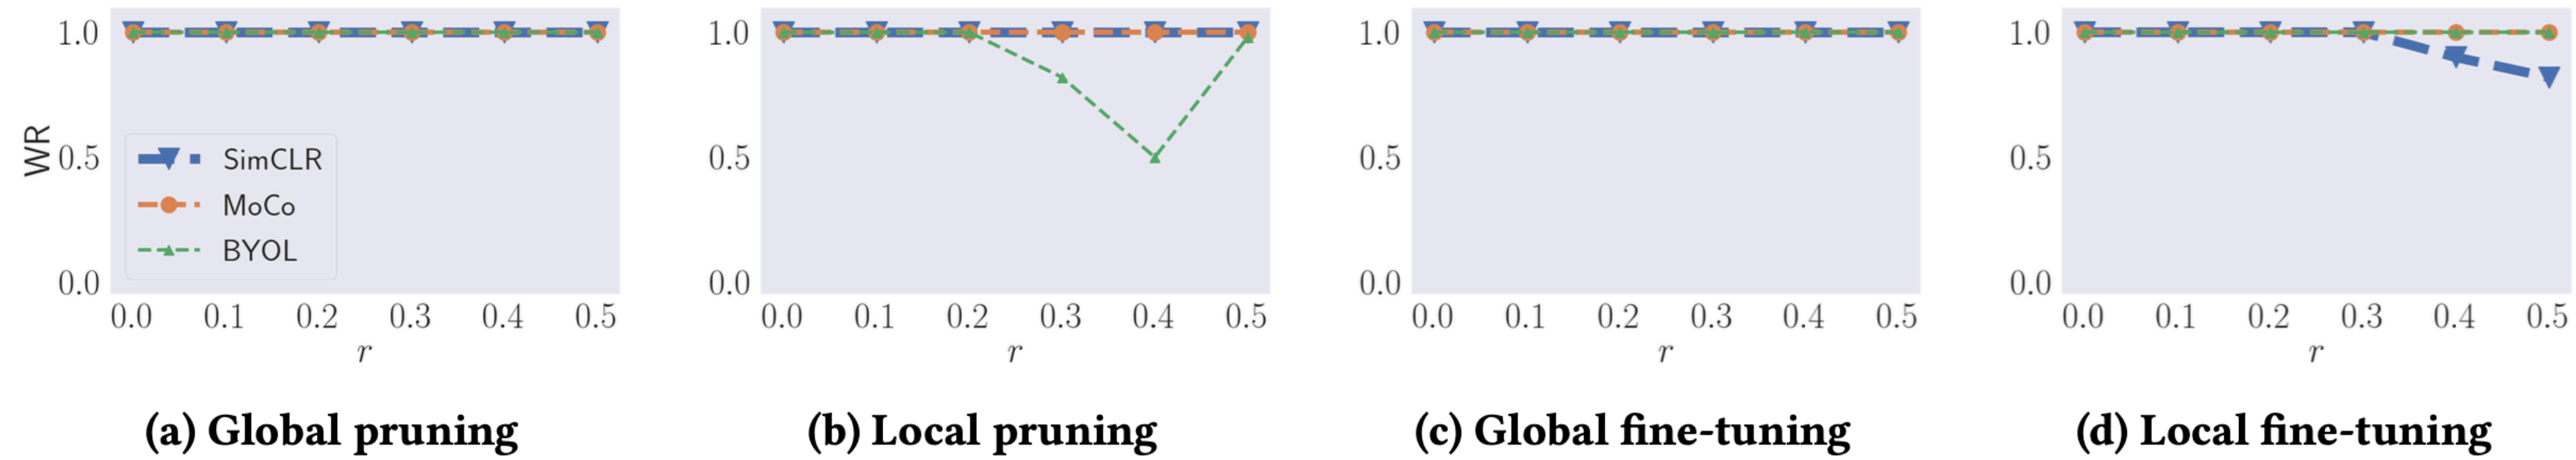 WR
1.0
0.5
0.0
SimCLR
MoCo
BYOL
0.0 0.1 0.2 0.3 0.4 0.5
r
(a) Global pruning
1.0
0.5
0.0
0.0 0.1 0.2 0.3 0.4 0.5
r
(b) Local pruning
1.0
0.5
0.0
0.0 0.1 0.2 0.3 0.4 0.5
r
(c) Global fine-tuning
1.0
0.5
0.0
0.0 0.1 0.2 0.3 0.4 0.5
r
(d) Local fine-tuning